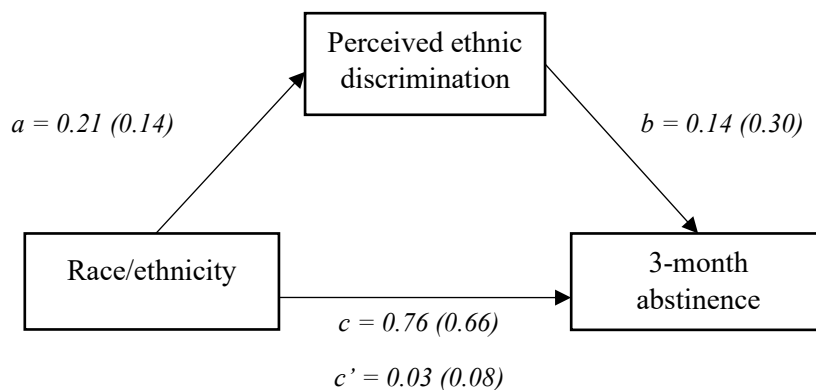 Perceived ethnic
discrimination
a = 0.21 (0.14)
b = 0.14 (0.30)
Race/ethnicity
3-month
abstinence
c = 0.76 (0.66)
c’ = 0.03 (0.08)